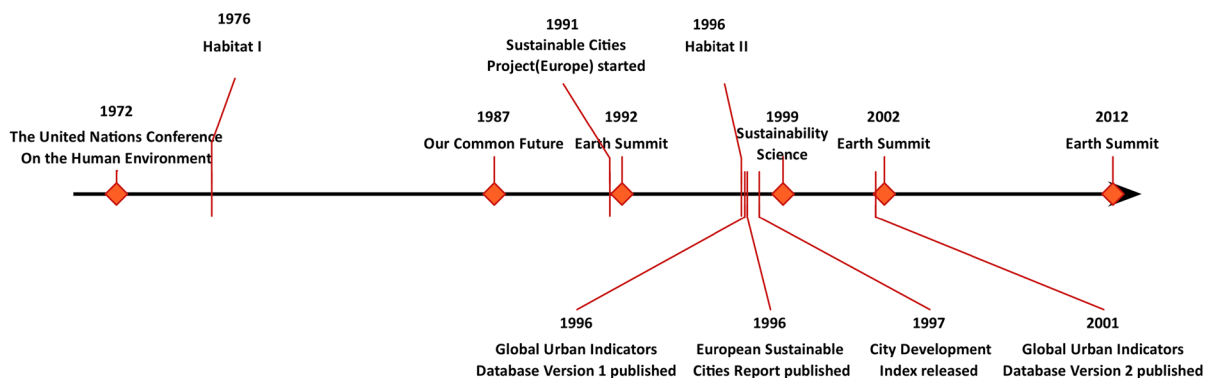 1976
Habitat I
1991
Sustainable Cities
Project(Europe) started
1996
Habitat II
1972
The United Nations Conference
On the Human Environment
1987
Our Common Future
1992
Earth Summit
1999
Sustainability
Science
2002
Earth Summit
2012
Earth Summit
1996
Global Urban Indicators
Database Version 1 published
1996
European Sustainable
Cities Report published
1997
City Development
Index released
2001
Global Urban Indicators
Database Version 2 published